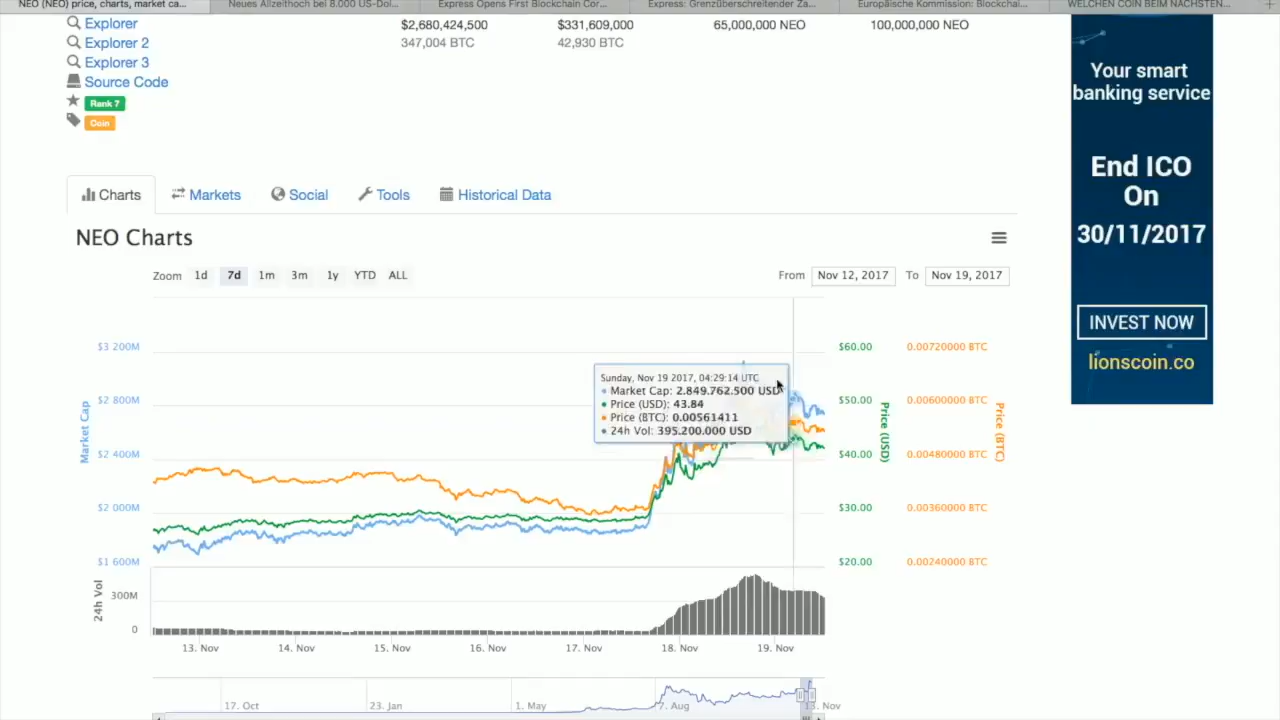 NEO (NEO) price, charts, market ca... Neues Allzeithoch bei 8.000 US-Dol... Express Opens First Blockchain Cor... Express: Grenzüberschreitender Za... Europäische Kommission: Blockchai... WELCHEN COIN BEIM NÄCHSTEN... +
Explorer $2,680,424,500 $331,609,000 65,000,000 NEO 100,000,000 NEO
Explorer 2 347,004 BTC 42,930 BTC
Explorer 3
Source Code
Rank 7
Coin
Your smart
banking service
End ICO
On
30/11/2017
INVEST NOW
lionscoin.co
Charts Markets Social Tools Historical Data
NEO Charts
Zoom 1d 7d 1m 3m 1y YTD ALL From Nov 12, 2017 To Nov 19, 2017
$3 200M $60.00 0.00720000 BTC
Sunday, Nov 19 2017, 04:29:14 UTC
Market Cap: 2.849.762.500 USD
Price (USD): 43.84
Price (BTC): 0.00561411
24h Vol: 395.200.000 USD
$2 800M $50.00 0.00600000 BTC
Market Cap Price (USD) Price (BTC)
$2 400M $40.00 0.00480000 BTC
$2 000M $30.00 0.00360000 BTC
$1 600M $20.00 0.00240000 BTC
24h Vol
300M
0
13. Nov 14. Nov 15. Nov 16. Nov 17. Nov 18. Nov 19. Nov
17. Oct 23. Jan 1. May 7. Aug 13. Nov